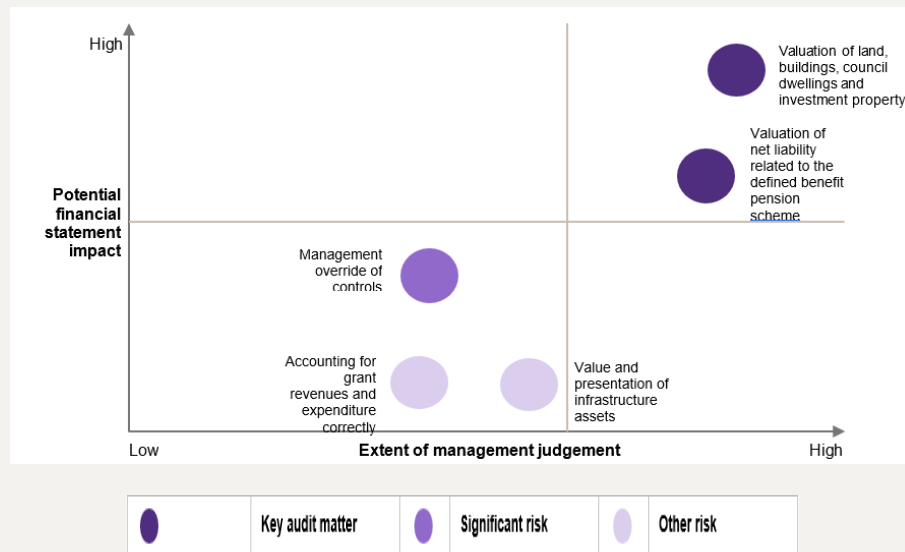 High
Valuation of land,
buildings, council
dwellings and
investment property
Valuation of
net liability
related to the
defined benefit
pension
scheme
Potential
financial
statement
impact
Management
override of
controls
Accounting for
grant
revenues and
expenditure
correctly
Value and
presentation of
infrastructure
assets
Low
Extent of management judgement
High
Key audit matter
Significant risk
Other risk